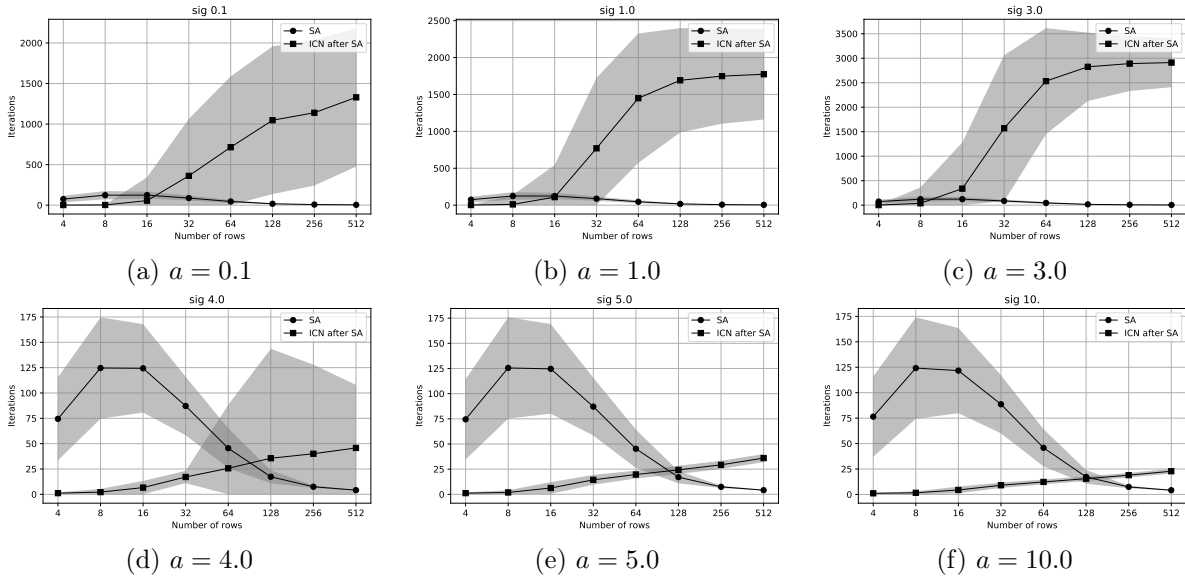 sig 0.1
SA
ICN after SA
Iterations
2000
1500
1000
500
0
4 8 16 32 64 128 256 512
Number of rows
(a) a = 0.1
sig 1.0
SA
ICN after SA
Iterations
2500
2000
1500
1000
500
0
4 8 16 32 64 128 256 512
Number of rows
(b) a = 1.0
sig 3.0
SA
ICN after SA
Iterations
3500
3000
2500
2000
1500
1000
500
0
4 8 16 32 64 128 256 512
Number of rows
(c) a = 3.0
sig 4.0
SA
ICN after SA
Iterations
175
150
125
100
75
50
25
0
4 8 16 32 64 128 256 512
Number of rows
(d) a = 4.0
sig 5.0
SA
ICN after SA
Iterations
175
150
125
100
75
50
25
0
4 8 16 32 64 128 256 512
Number of rows
(e) a = 5.0
sig 10.
SA
ICN after SA
Iterations
175
150
125
100
75
50
25
0
4 8 16 32 64 128 256 512
Number of rows
(f) a = 10.0